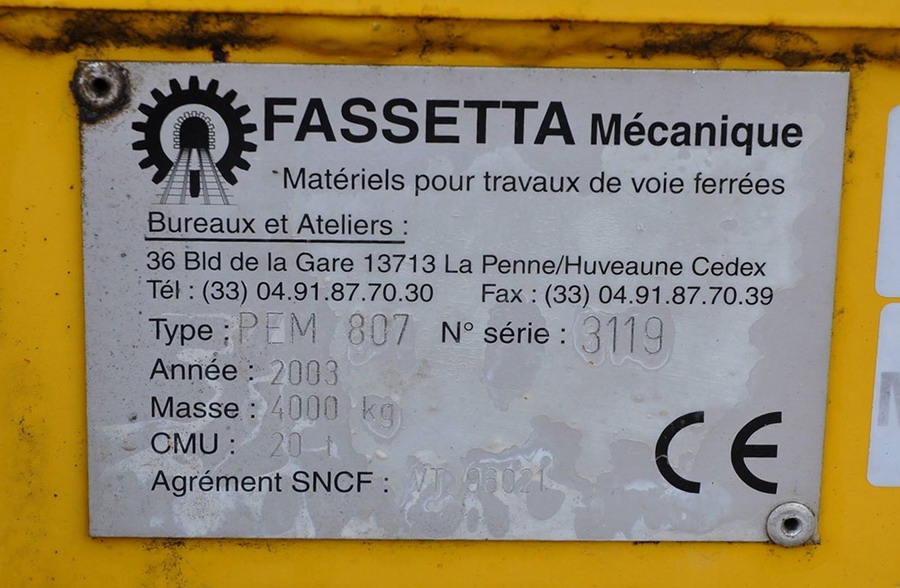 FASSETTA Mécanique
Matériels pour travaux de voie ferrées
Bureaux et Ateliers :
36 Bld de la Gare 13713 La Penne/Huveaune Cedex
Tél : (33) 04.91.87.70.30 Fax : (33) 04.91.87.70.39
Type : PEM 807 N° série : 3119
Année : 2003
Masse : 4000 kg
CMU : 20 t
Agrément SNCF : VT 96021
CE